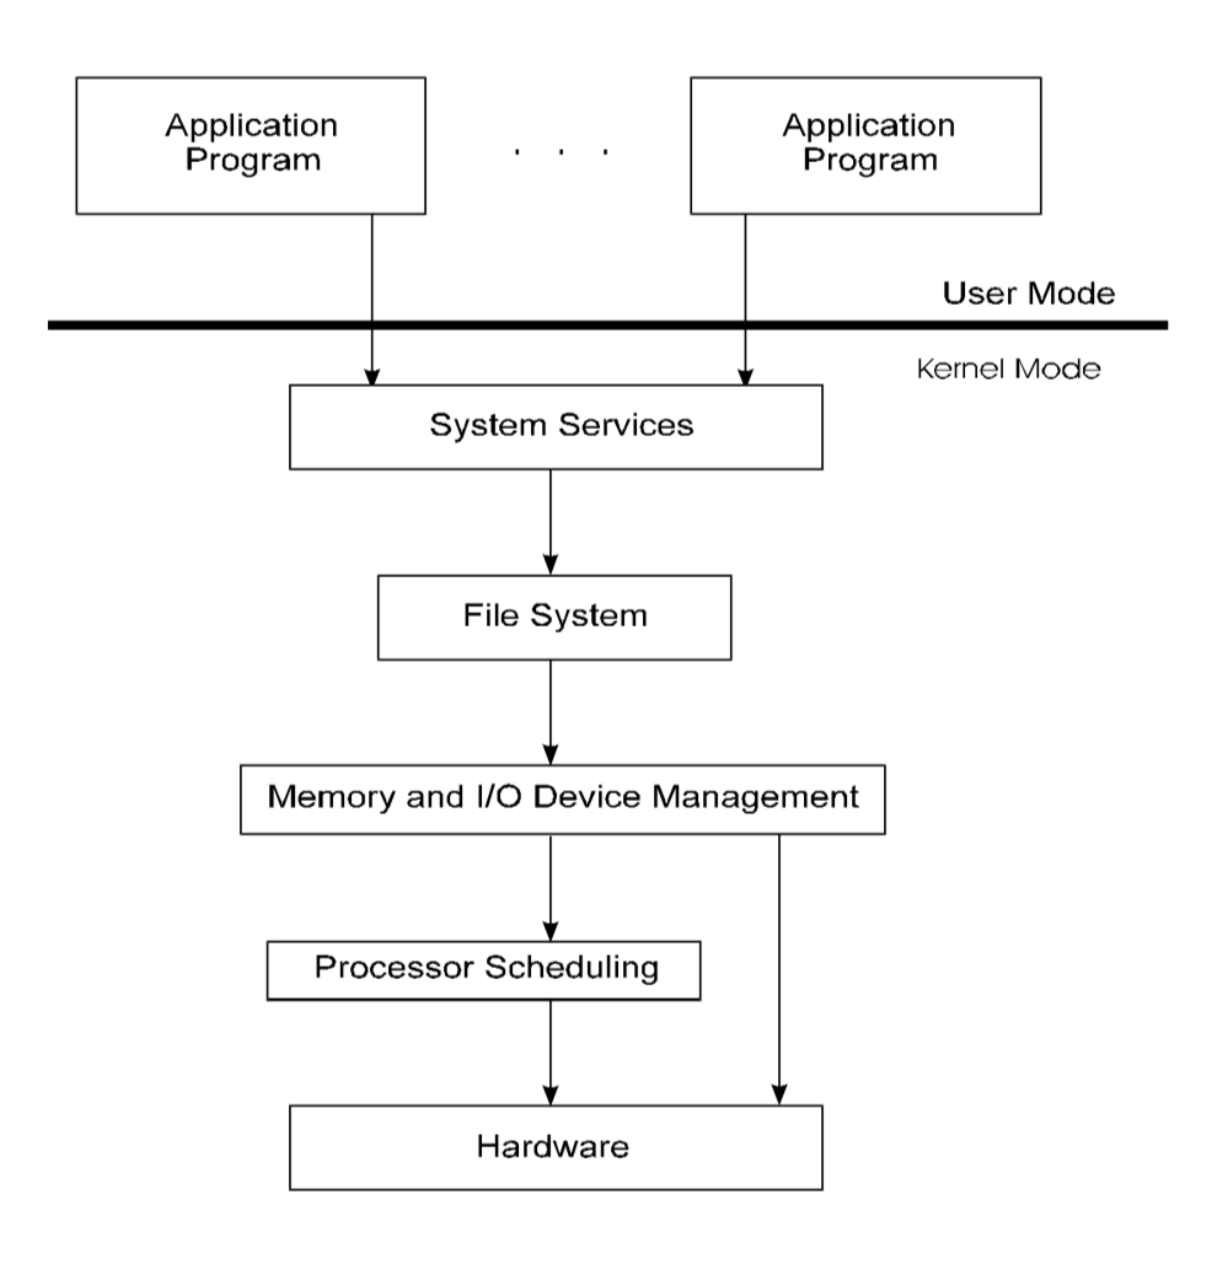 Application
Program
. . .
Application
Program
User Mode
Kernel Mode
System Services
File System
Memory and I/O Device Management
Processor Scheduling
Hardware